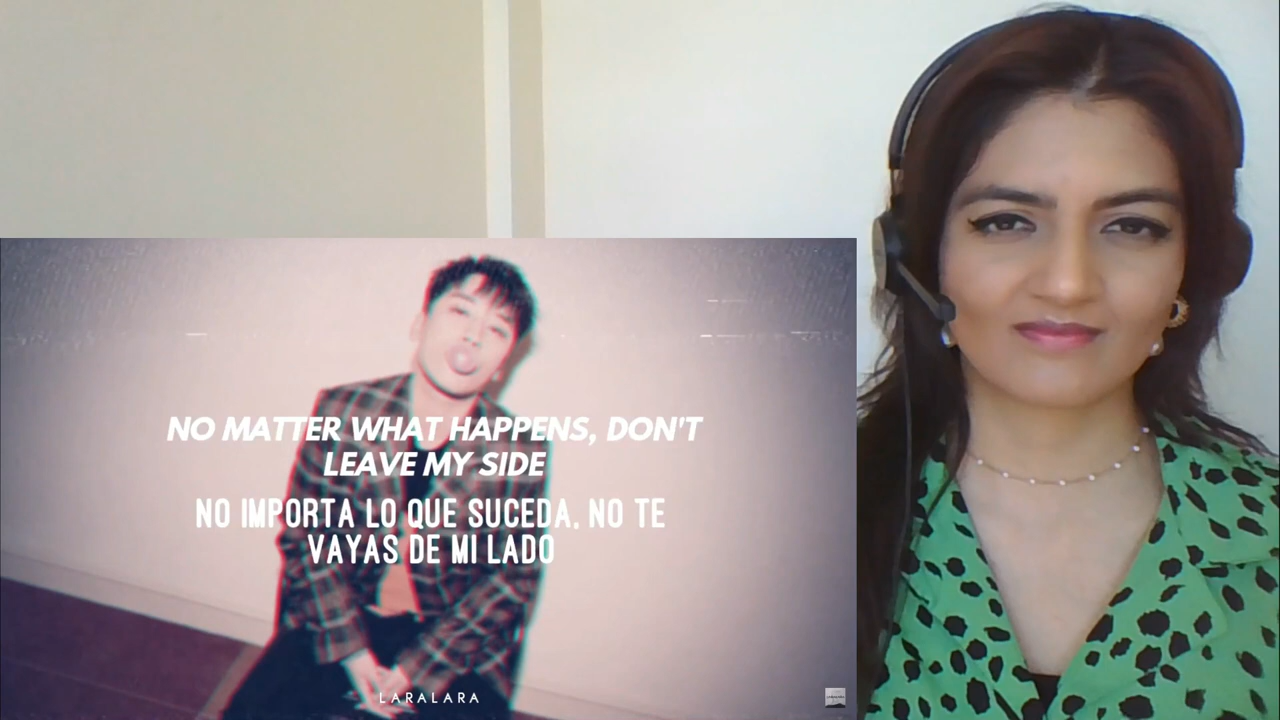 NO MATTER WHAT HAPPENS, DON'T
LEAVE MY SIDE
NO IMPORTA LO QUE SUCEDA, NO TE
VAYAS DE MI LADO
LARALARA